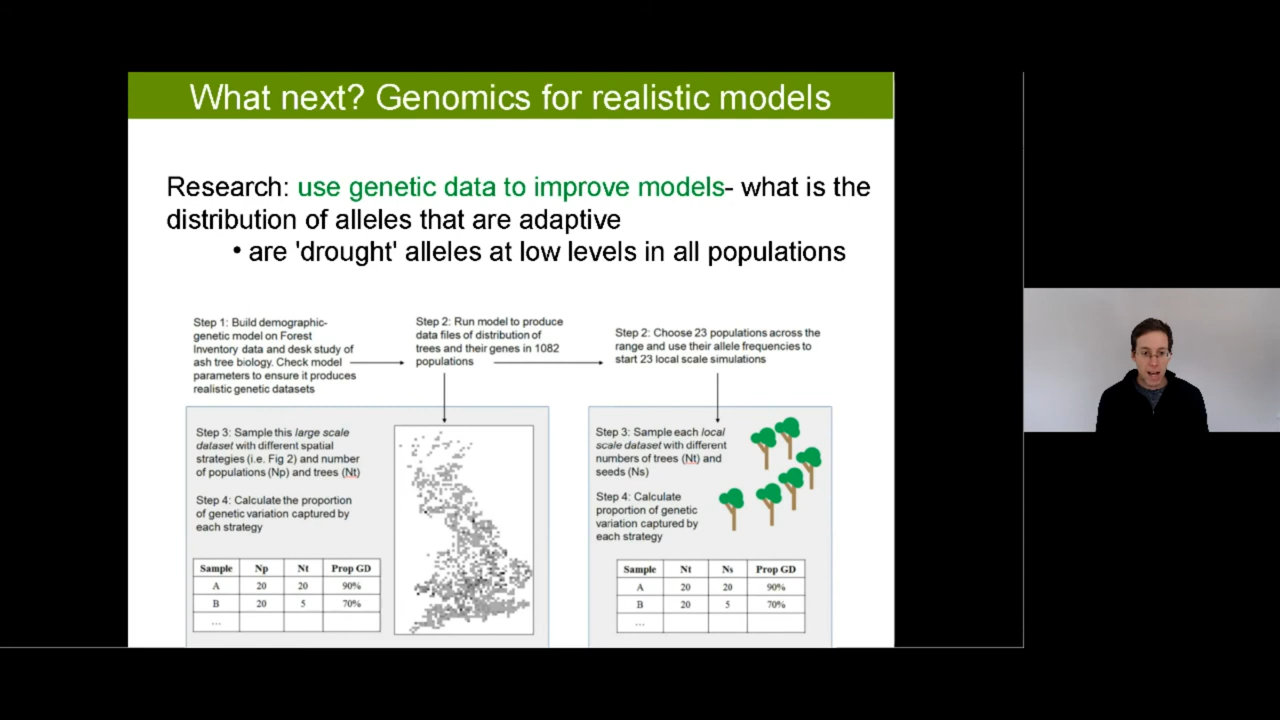 What next? Genomics for realistic models
Research: use genetic data to improve models- what is the
distribution of alleles that are adaptive
• are 'drought' alleles at low levels in all populations
Step 1: Build demographic-
genetic model on Forest
Inventory data and desk study of
ash tree biology. Check model
parameters to ensure it produces
realistic genetic datasets
Step 2: Run model to produce
data files of distribution of
trees and their genes in 1082
populations
Step 2: Choose 23 populations across the
range and use their allele frequencies to
start 23 local scale simulations
Step 3: Sample this large scale
dataset with different spatial
strategies (i.e. Fig 2) and number
of populations (Np) and trees (Nt)
Step 4: Calculate the proportion
of genetic variation captured by
each strategy
Sample Np Nt Prop GD
A 20 20 90%
B 20 5 70%
...
Step 3: Sample each local
scale dataset with different
numbers of trees (Nt) and
seeds (Ns)
Step 4: Calculate
proportion of genetic
variation captured by
each strategy
Sample Nt Ns Prop GD
A 20 20 90%
B 20 5 70%
...